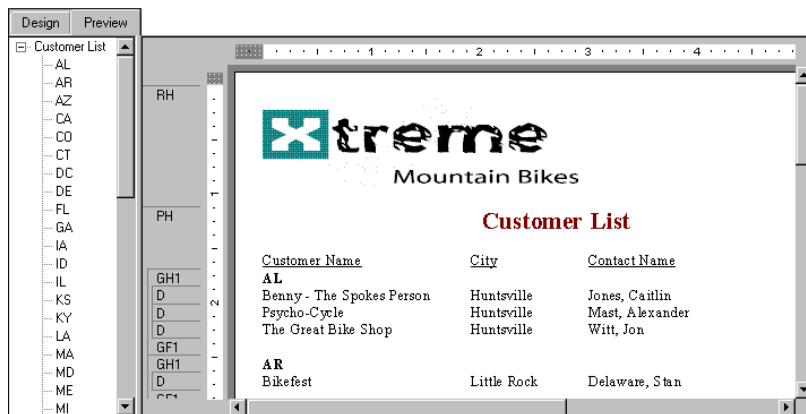 Design Preview
Customer List
AL
AR
AZ
CA
CO
CT
DC
DE
FL
GA
IA
ID
IL
KS
KY
LA
MA
MD
ME
MI
1 2 3 4
RH
PH
GH1
D
D
D
GF1
GH1
D
GF1
1
2
Xtreme
Mountain Bikes
Customer List
Customer Name City Contact Name
AL
Benny - The Spokes Person Huntsville Jones, Caitlin
Psycho-Cycle Huntsville Mast, Alexander
The Great Bike Shop Huntsville Witt, Jon
AR
Bikefest Little Rock Delaware, Stan